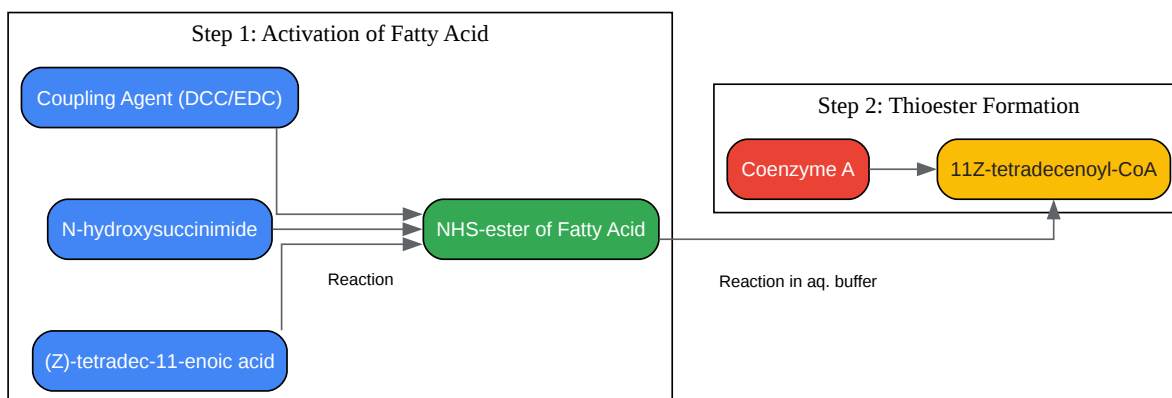 Step 1: Activation of Fatty Acid
Coupling Agent (DCC/EDC)
N-hydroxysuccinimide
(Z)-tetradec-11-enoic acid
Reaction
NHS-ester of Fatty Acid
Reaction in aq. buffer
Step 2: Thioester Formation
Coenzyme A
11Z-tetradecenoyl-CoA